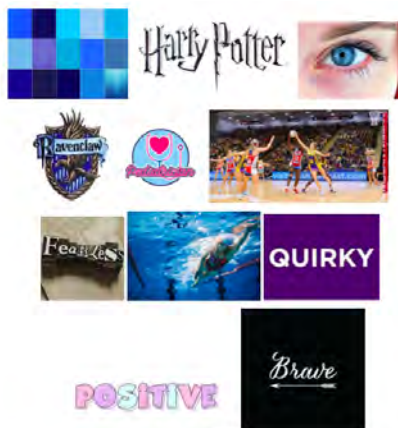 Harry Potter
Ravenclaw
Fearless
QUIRKY
POSITIVE
Brave